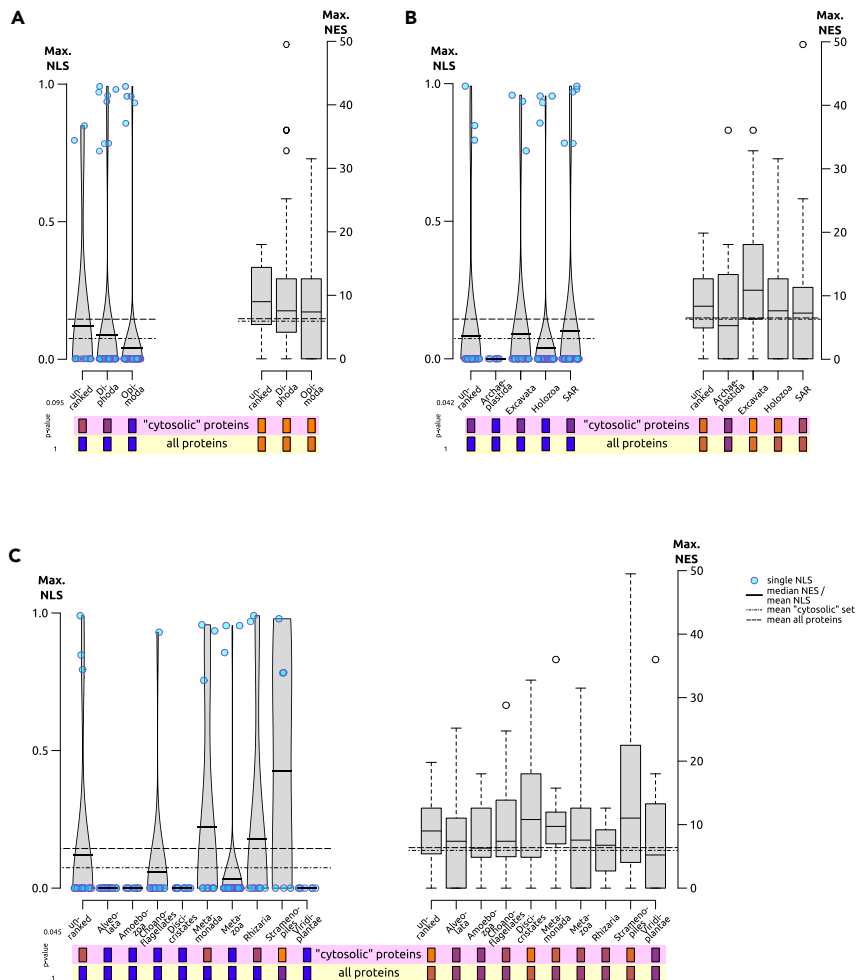 A
Max.
NLS
1.0
0.5
0.0
Max.
NES
50
40
30
20
10
0
un-
ranked
Di-
phoda
Opi-
moda
un-
ranked
Di-
phoda
Opi-
moda
0.095
p-value
1
"cytosolic" proteins
all proteins
B
Max.
NLS
1.0
0.5
0.0
Max.
NES
50
40
30
20
10
0
un-
ranked
Archae-
plastida
Excavata
Holozoa
SAR
un-
ranked
Archae-
plastida
Excavata
Holozoa
SAR
0.042
p-value
1
"cytosolic" proteins
all proteins
C
Max.
NLS
1.0
0.5
0.0
Max.
NES
50
40
30
20
10
0
single NLS
median NES /
mean NLS
mean "cytosolic" set
mean all proteins
un-
ranked
Alveo-
lata
Amoebo-
zoa
Choano-
flagellates
Disci-
cristates
Meta-
monada
Meta-
zoa
Rhizaria
Strameno-
piles
Viridi-
plantae
un-
ranked
Alveo-
lata
Amoebo-
zoa
Choano-
flagellates
Disci-
cristates
Meta-
monada
Meta-
zoa
Rhizaria
Strameno-
piles
Viridi-
plantae
0.045
p-value
1
"cytosolic" proteins
all proteins